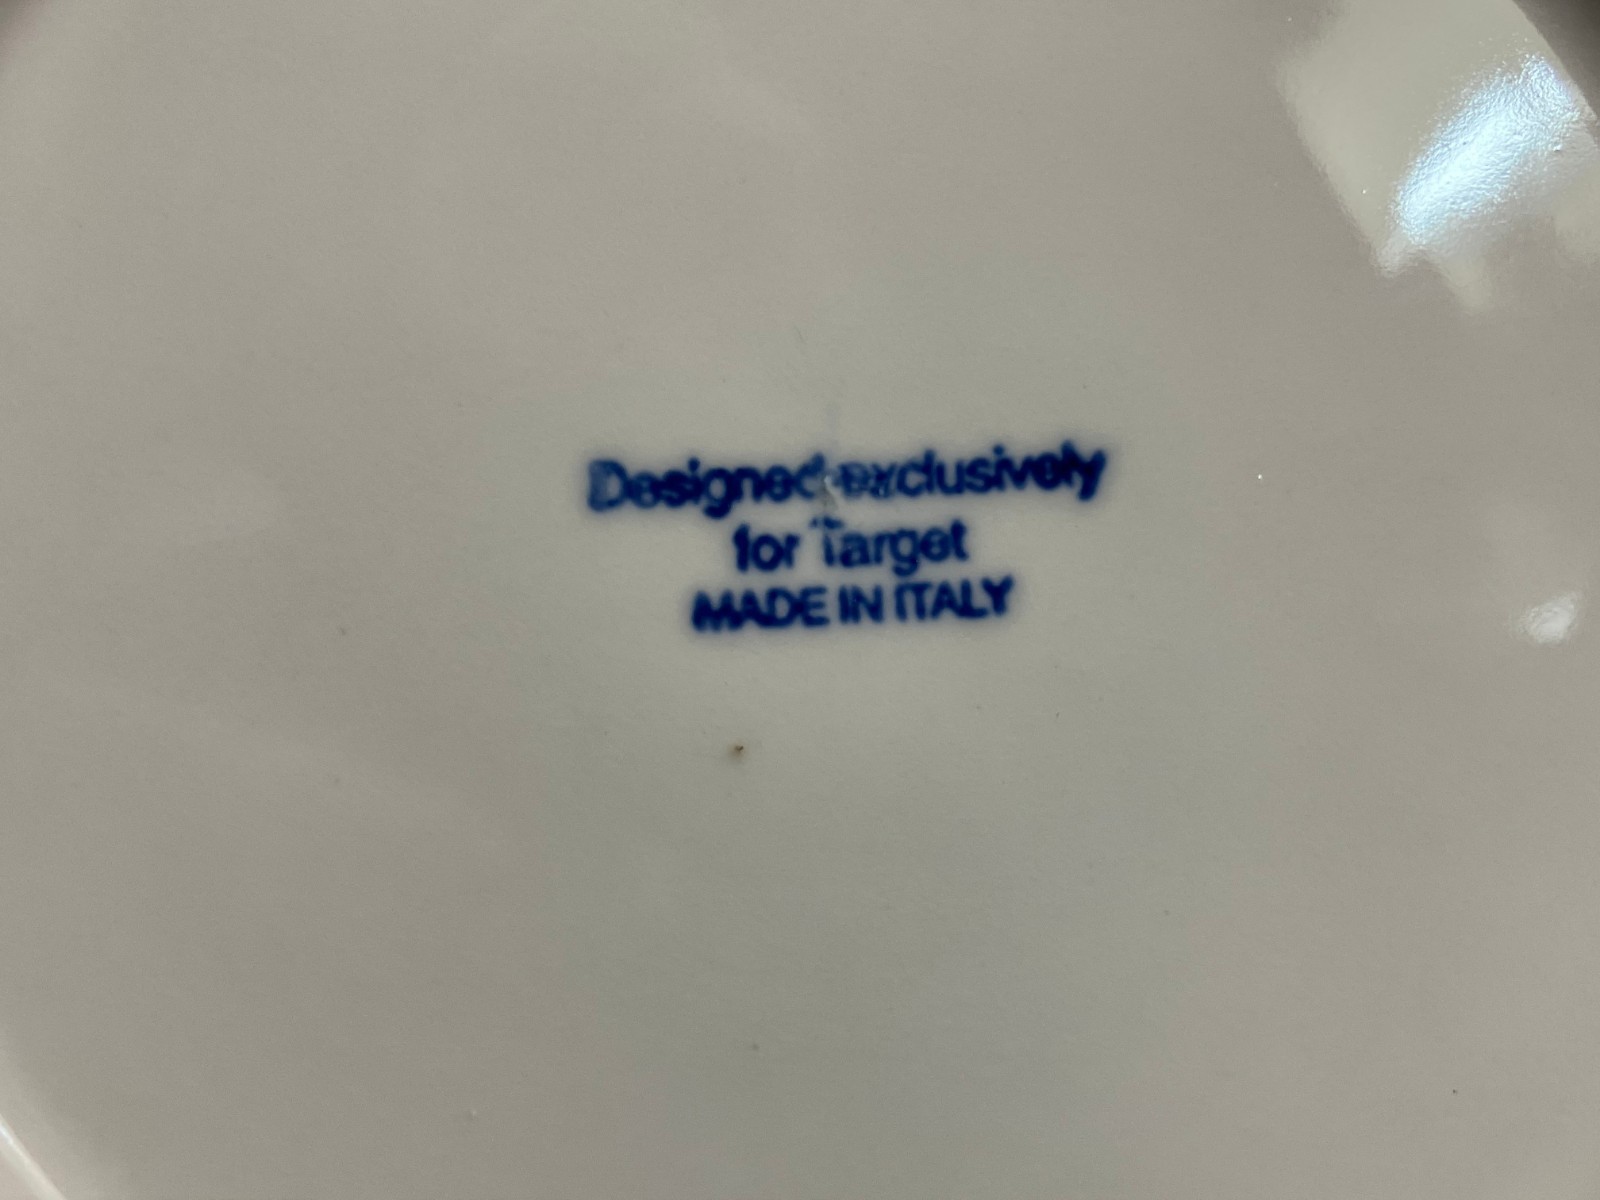 Designed exclusively
for Target
MADE IN ITALY